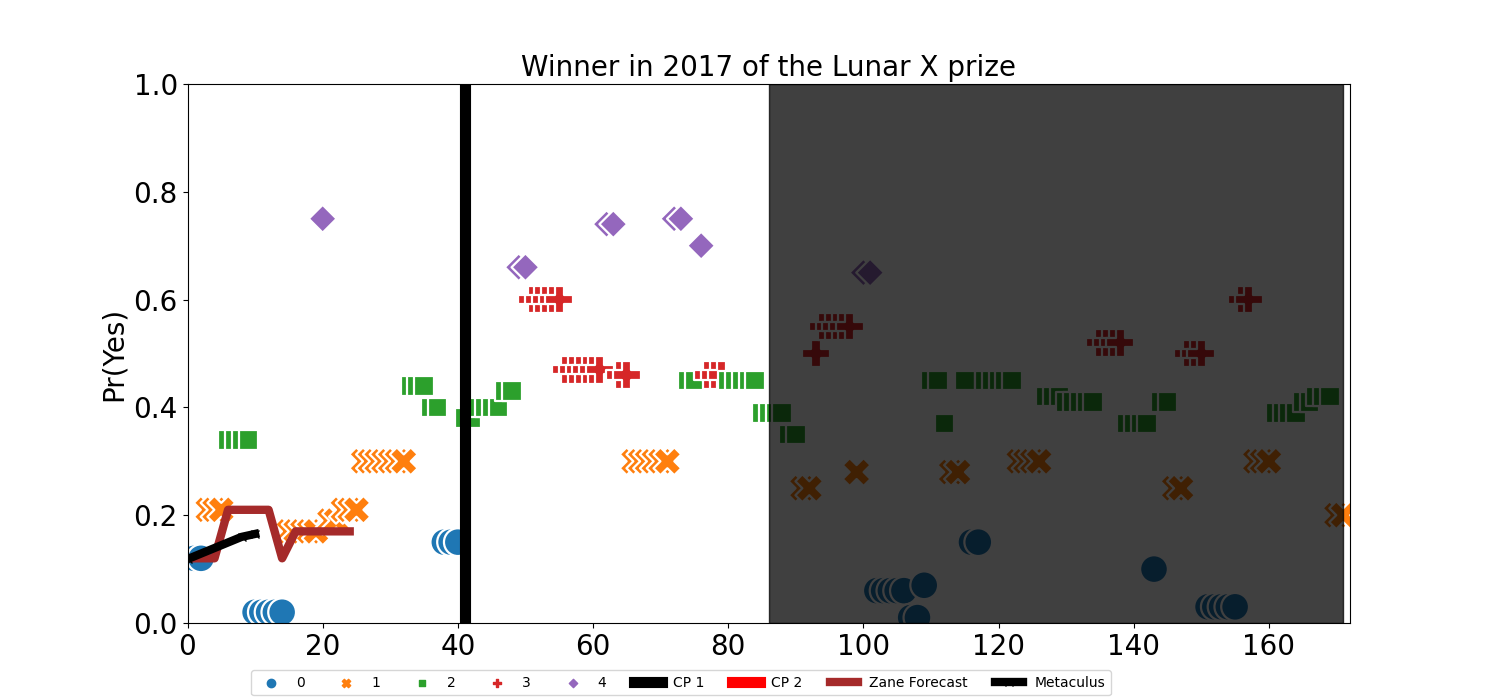 Winner in 2017 of the Lunar X prize
1.0
0.8
0.6
0.4
0.2
0.0
Pr(Yes)
0 20 40 60 80 100 120 140 160
0 1 2 3 4 CP 1 CP 2 Zane Forecast Metaculus